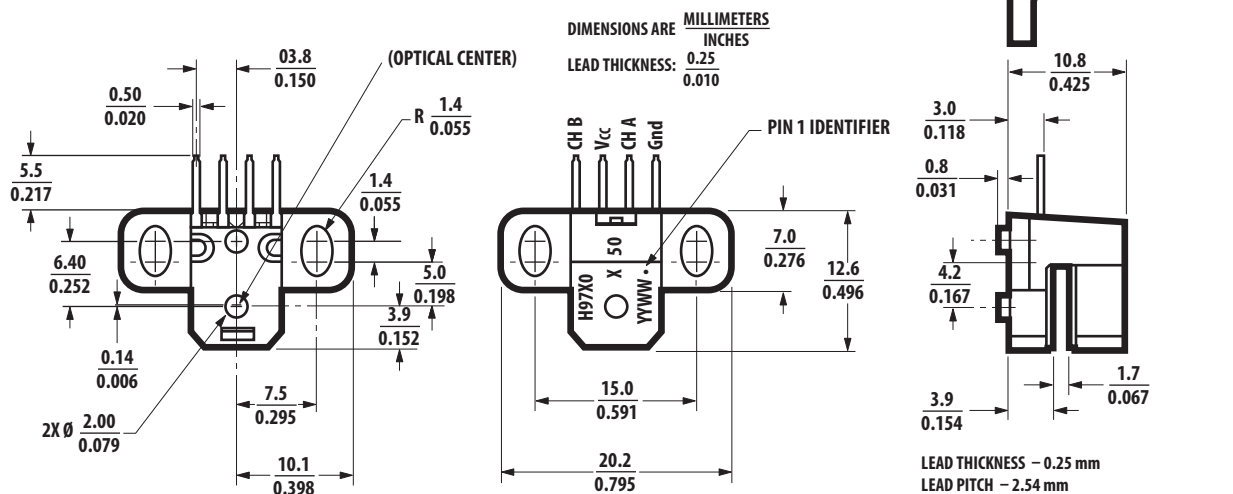 DIMENSIONS ARE MILLIMETERS
INCHES
LEAD THICKNESS: 0.25
0.010
03.8
0.150
(OPTICAL CENTER)
0.50
0.020
R 1.4
0.055
5.5
0.217
1.4
0.055
6.40
0.252
5.0
0.198
3.9
0.152
0.14
0.006
7.5
0.295
2X Ø 2.00
0.079
10.1
0.398
CH B
Vcc
CH A
Gnd
PIN 1 IDENTIFIER
H97X0
X 50
YYWW
7.0
0.276
12.6
0.496
15.0
0.591
20.2
0.795
10.8
0.425
3.0
0.118
0.8
0.031
4.2
0.167
1.7
0.067
3.9
0.154
LEAD THICKNESS – 0.25 mm
LEAD PITCH – 2.54 mm